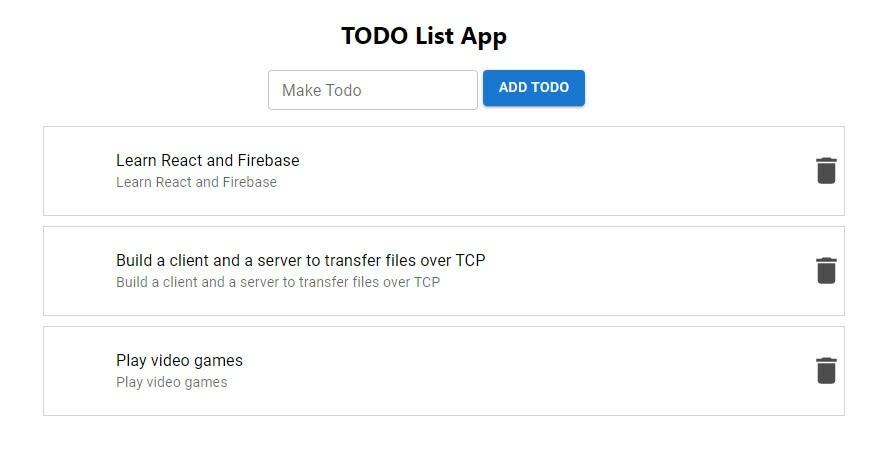 TODO List App
Make Todo
ADD TODO
Learn React and Firebase
Learn React and Firebase
Build a client and a server to transfer files over TCP
Build a client and a server to transfer files over TCP
Play video games
Play video games